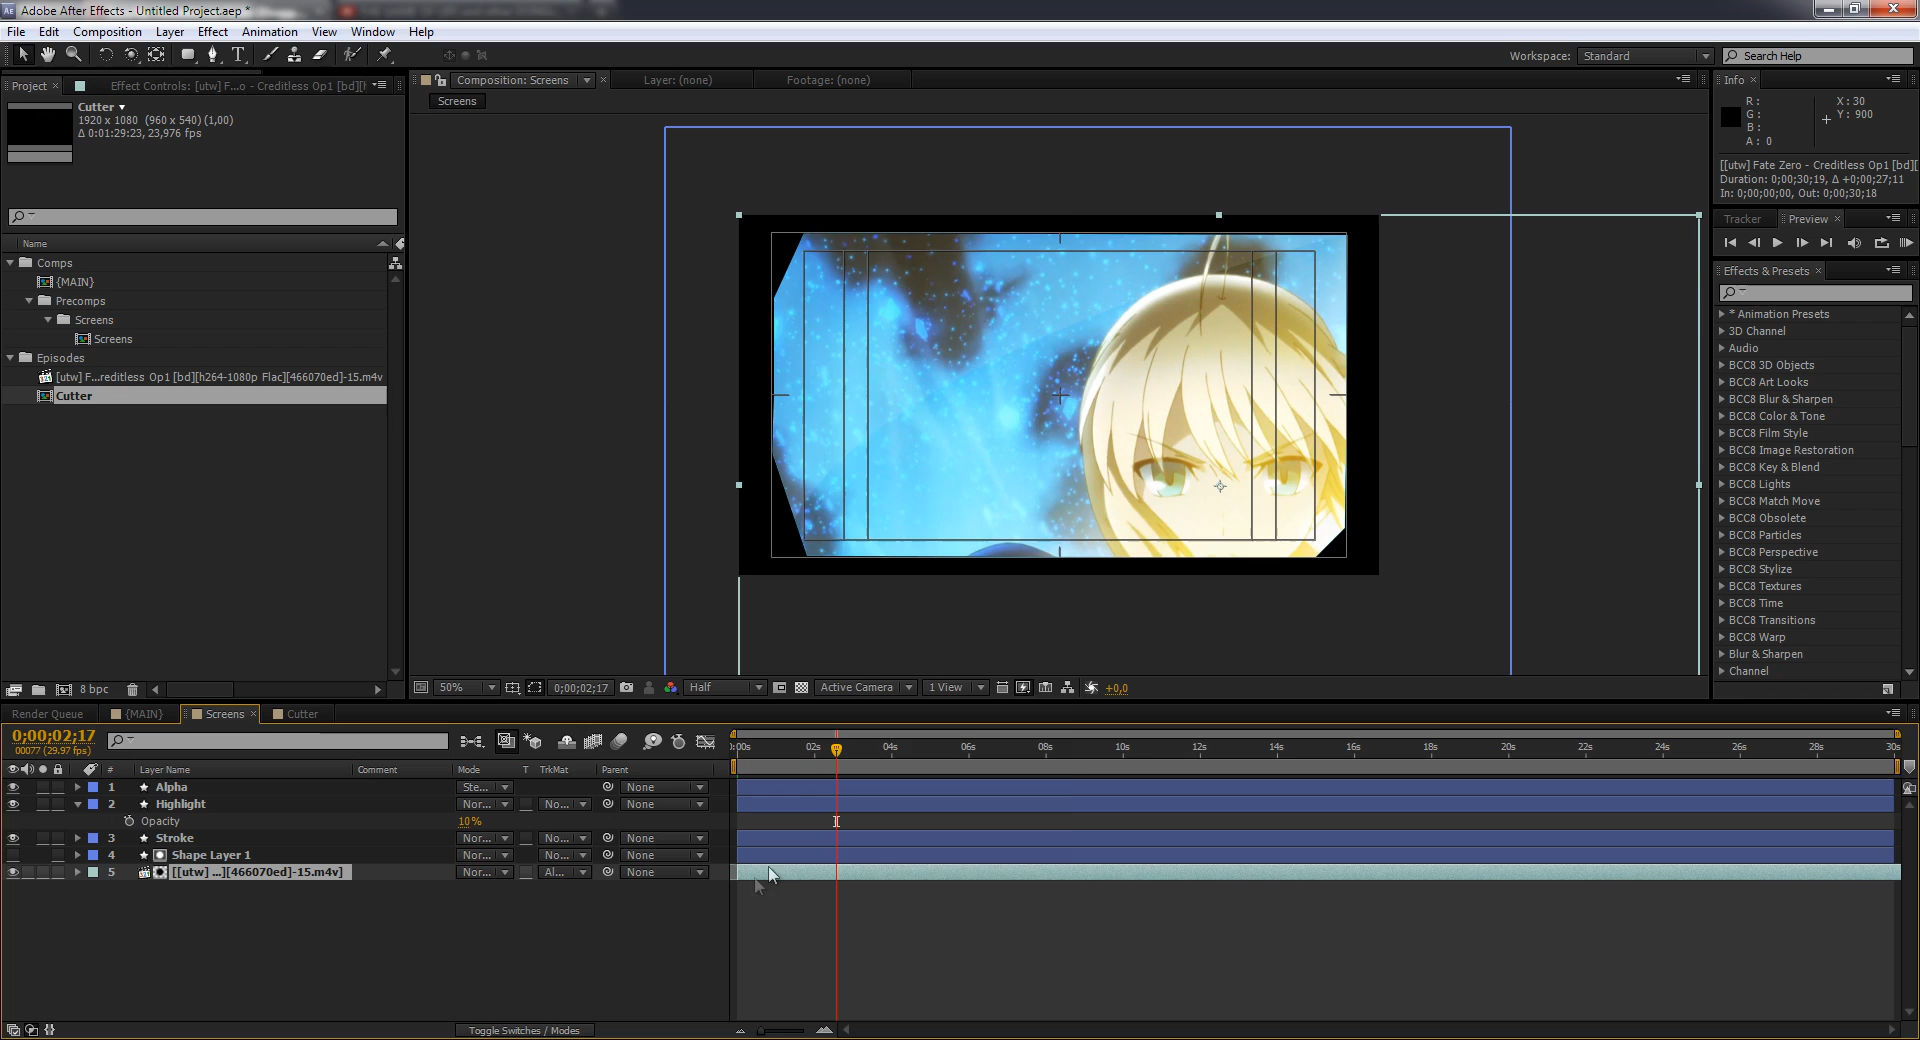 Adobe After Effects - Untitled Project.aep *
File Edit Composition Layer Effect Animation View Window Help
Workspace: Standard Search Help
Project Effect Controls: [utw] F...o - Creditless Op1 [bd][
Composition: Screens Layer: (none) Footage: (none)
Screens
Cutter
1920 x 1080 (960 x 540) (1,00)
Δ 0:01:29:23, 23,976 fps
Name
Comps
{MAIN}
Precomps
Screens
Screens
Episodes
[utw] F...reditless Op1 [bd][h264-1080p Flac][466070ed]-15.m4v
Cutter
8 bpc
50% 0;00;02;17 Half Active Camera 1 View +0,0
Info
R : X : 30
G : Y : 900
B :
A : 0
[[utw] Fate Zero - Creditless Op1 [bd][
Duration: 0;00;30;19, Δ +0;00;27;11
In: 0;00;00;00, Out: 0;00;30;18
Tracker Preview
Effects & Presets
* Animation Presets
3D Channel
Audio
BCC8 3D Objects
BCC8 Art Looks
BCC8 Blur & Sharpen
BCC8 Color & Tone
BCC8 Film Style
BCC8 Image Restoration
BCC8 Key & Blend
BCC8 Lights
BCC8 Match Move
BCC8 Obsolete
BCC8 Particles
BCC8 Perspective
BCC8 Stylize
BCC8 Textures
BCC8 Time
BCC8 Transitions
BCC8 Warp
Blur & Sharpen
Channel
Render Queue {MAIN} Screens Cutter
0;00;02;17
00077 (29.97 fps)
:00s 02s 04s 06s 08s 10s 12s 14s 16s 18s 20s 22s 24s 26s 28s 30s
# Layer Name Comment Mode T TrkMat Parent
1 Alpha Ste... None
2 Highlight Nor... No... None
Opacity 10%
3 Stroke Nor... No... None
4 Shape Layer 1 Nor... No... None
5 [[utw] ...][466070ed]-15.m4v] Nor... Al... None
Toggle Switches / Modes